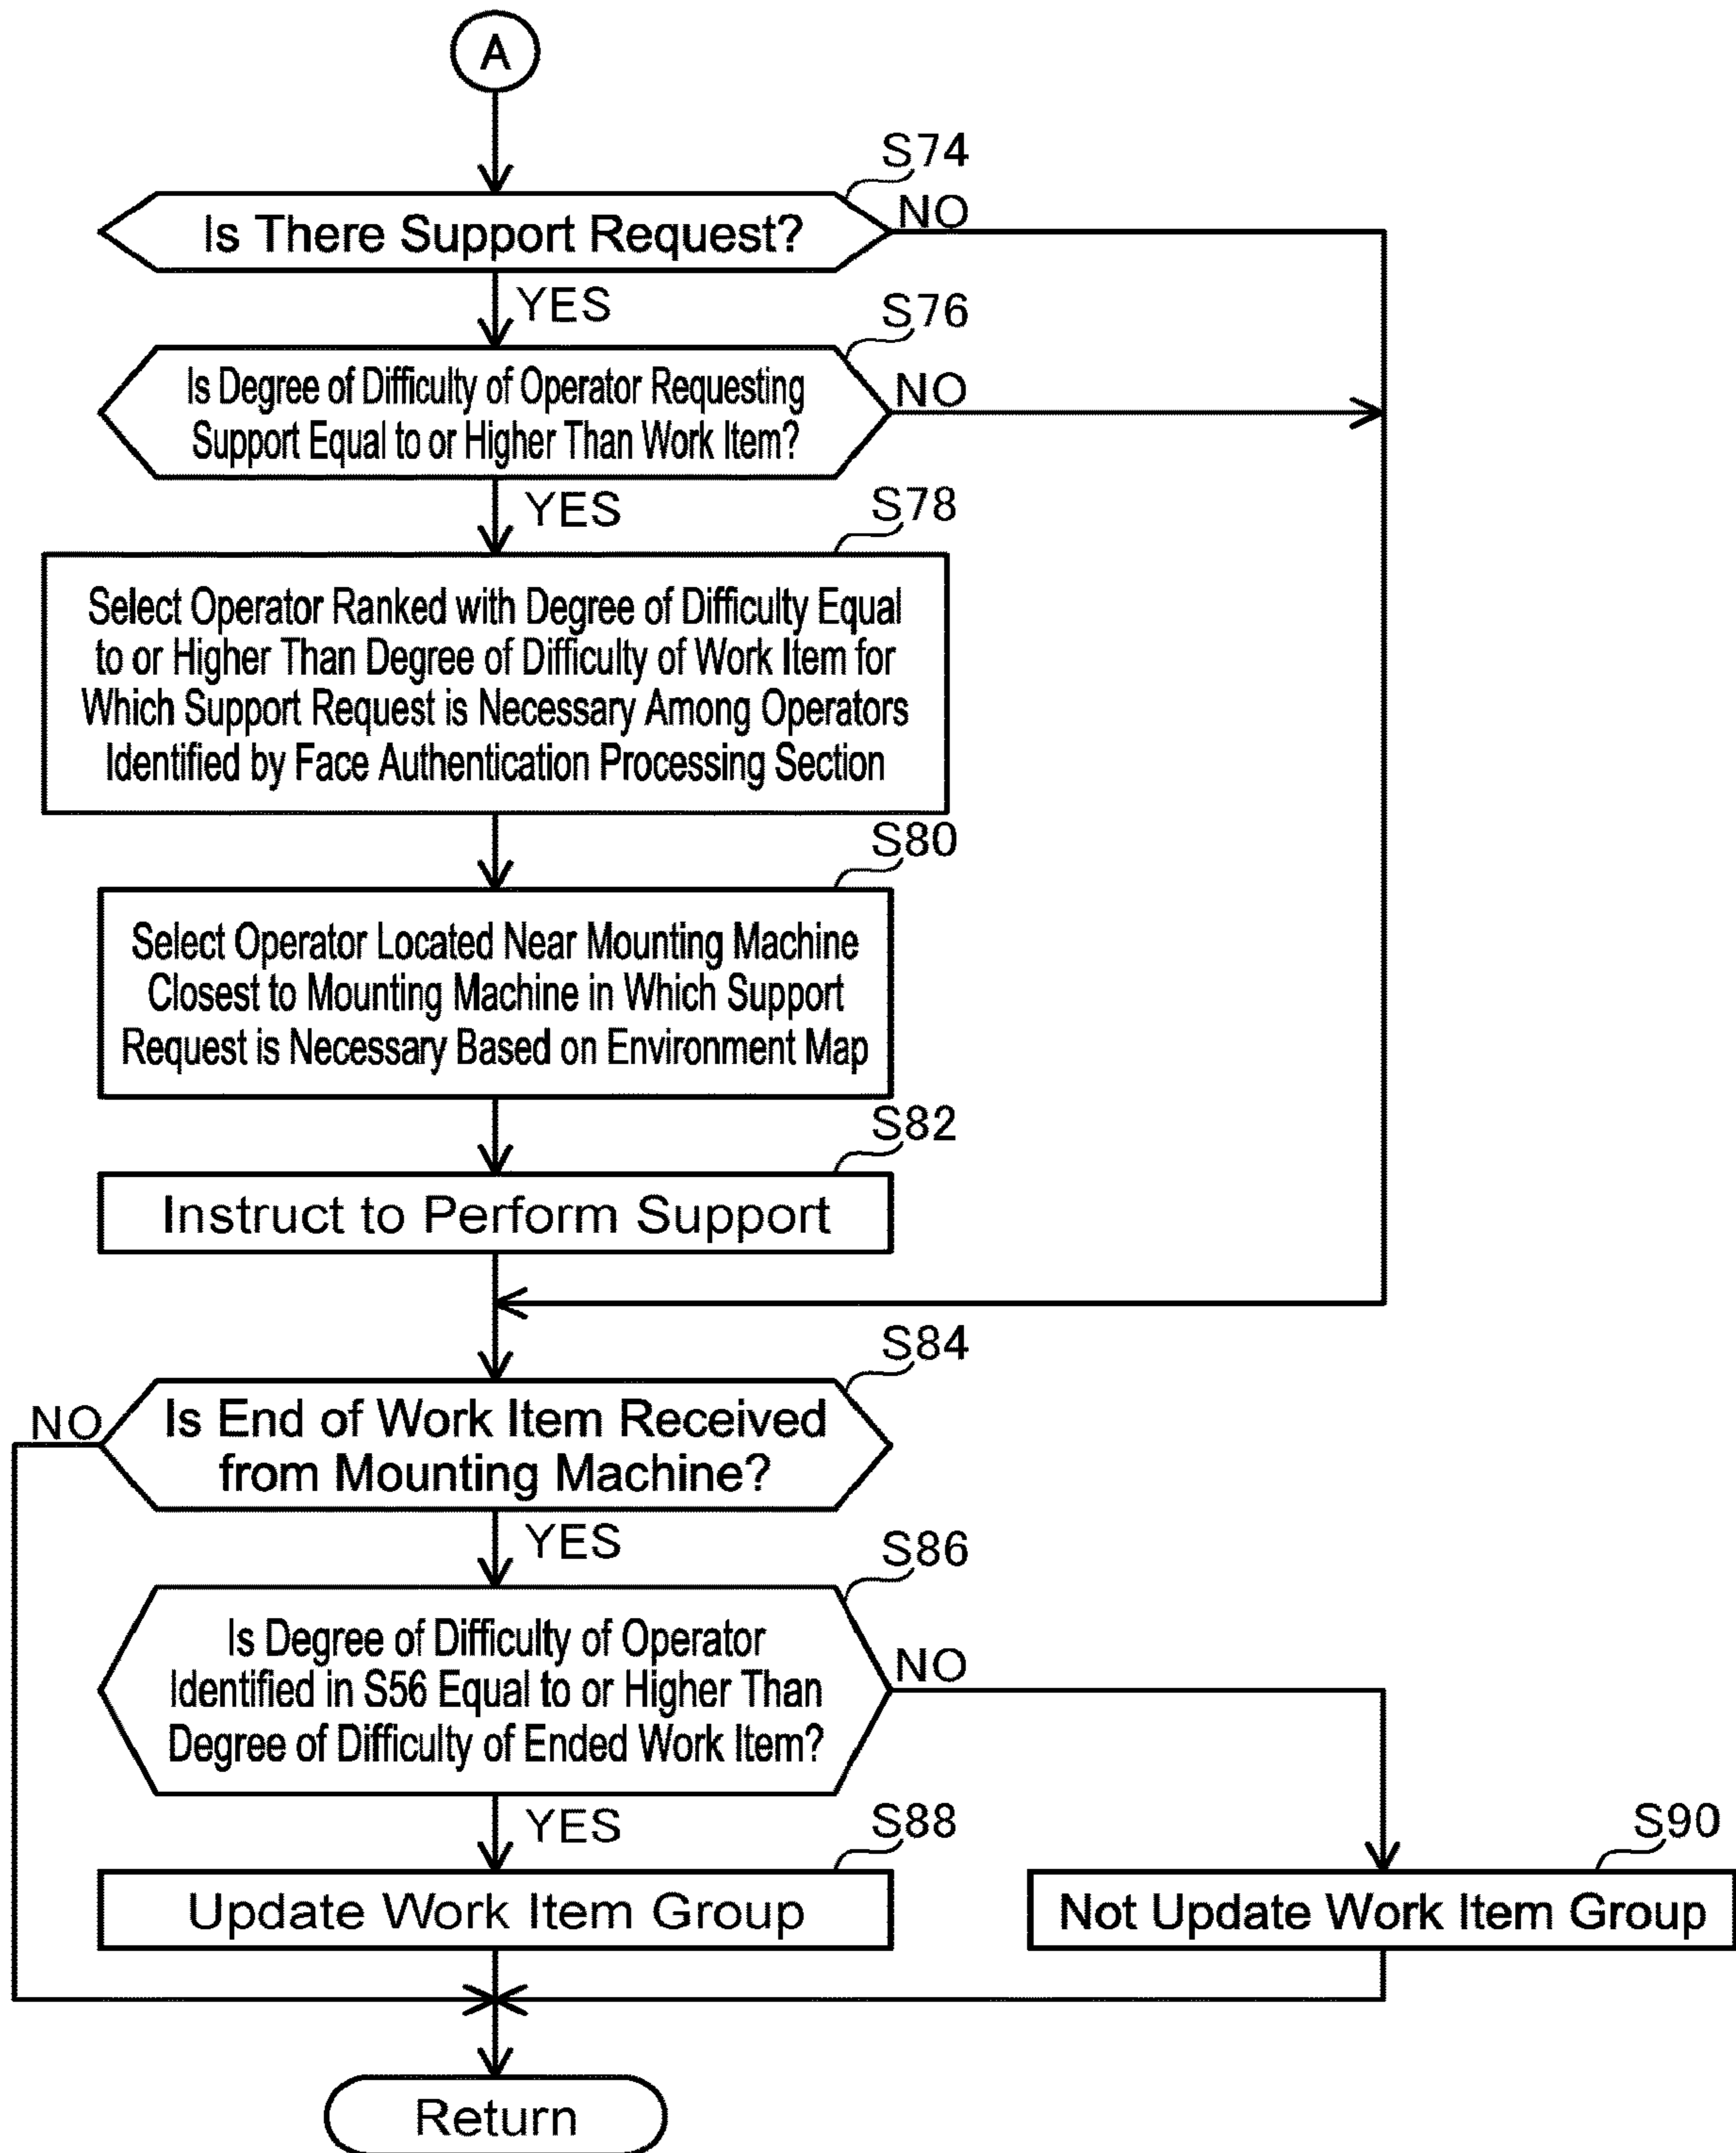 A
S74
Is There Support Request?
NO
YES
S76
Is Degree of Difficulty of Operator Requesting
Support Equal to or Higher Than Work Item?
NO
YES
S78
Select Operator Ranked with Degree of Difficulty Equal
to or Higher Than Degree of Difficulty of Work Item for
Which Support Request is Necessary Among Operators
Identified by Face Authentication Processing Section
S80
Select Operator Located Near Mounting Machine
Closest to Mounting Machine in Which Support
Request is Necessary Based on Environment Map
S82
Instruct to Perform Support
S84
NO
Is End of Work Item Received
from Mounting Machine?
YES
S86
Is Degree of Difficulty of Operator
Identified in S56 Equal to or Higher Than
Degree of Difficulty of Ended Work Item?
NO
YES
S88
Update Work Item Group
S90
Not Update Work Item Group
Return